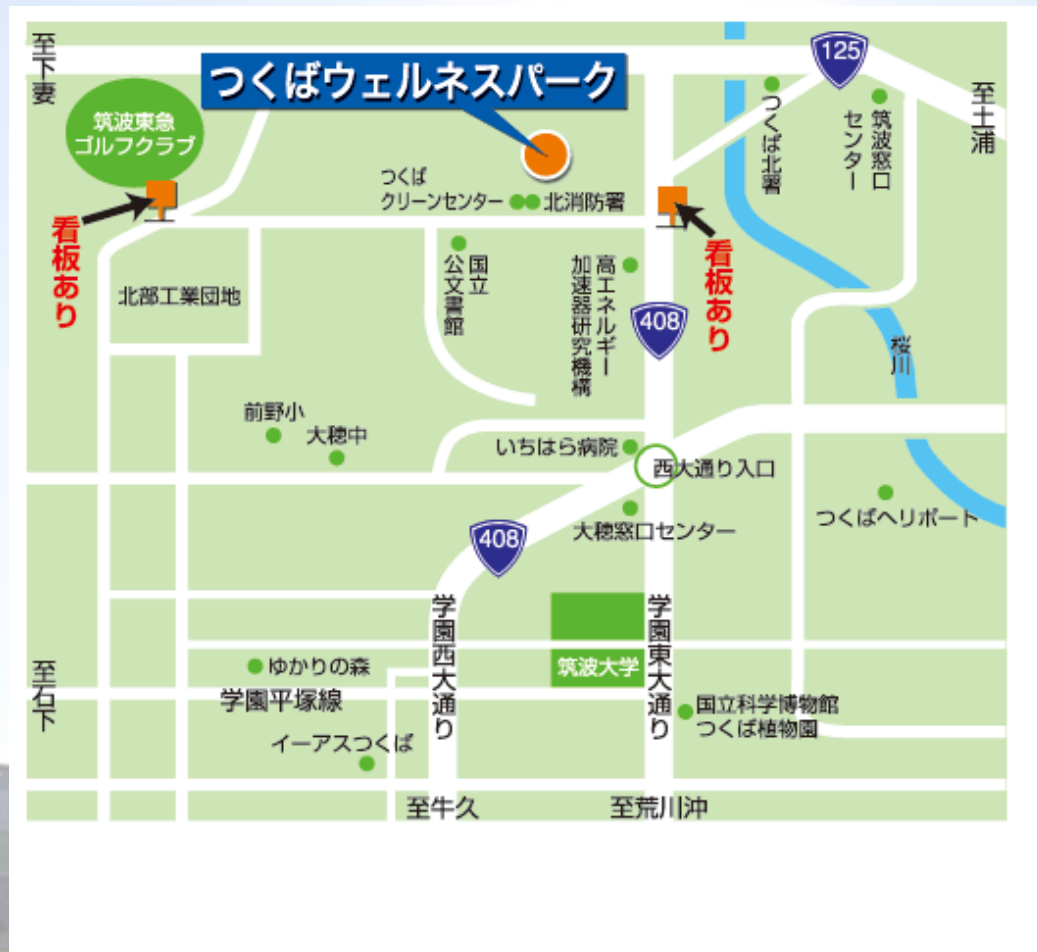 至下妻
125
つくばウェルネスパーク
至土浦
筑波東急
ゴルフクラブ
つくば北署
筑波窓口
センター
つくば
クリーンセンター
北消防署
看板あり
看板あり
国立
公文書館
高エネルギー
加速器研究機構
北部工業団地
408
桜川
前野小
大穂中
いちはら病院
西大通り入口
つくばヘリポート
大穂窓口センター
408
学園西大通り
学園東大通り
筑波大学
ゆかりの森
至石下
学園平塚線
国立科学博物館
つくば植物園
イーアスつくば
至牛久
至荒川沖